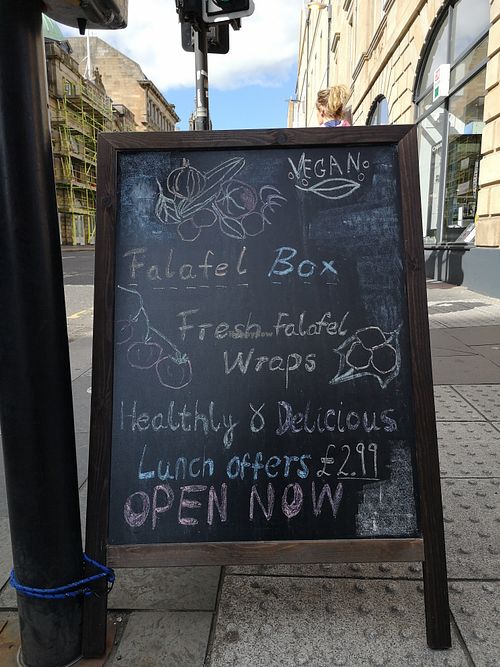 VEGAN
Falafel Box
Fresh falafel
Wraps
Healthly & Delicious
Lunch offers £2.99
OPEN NOW